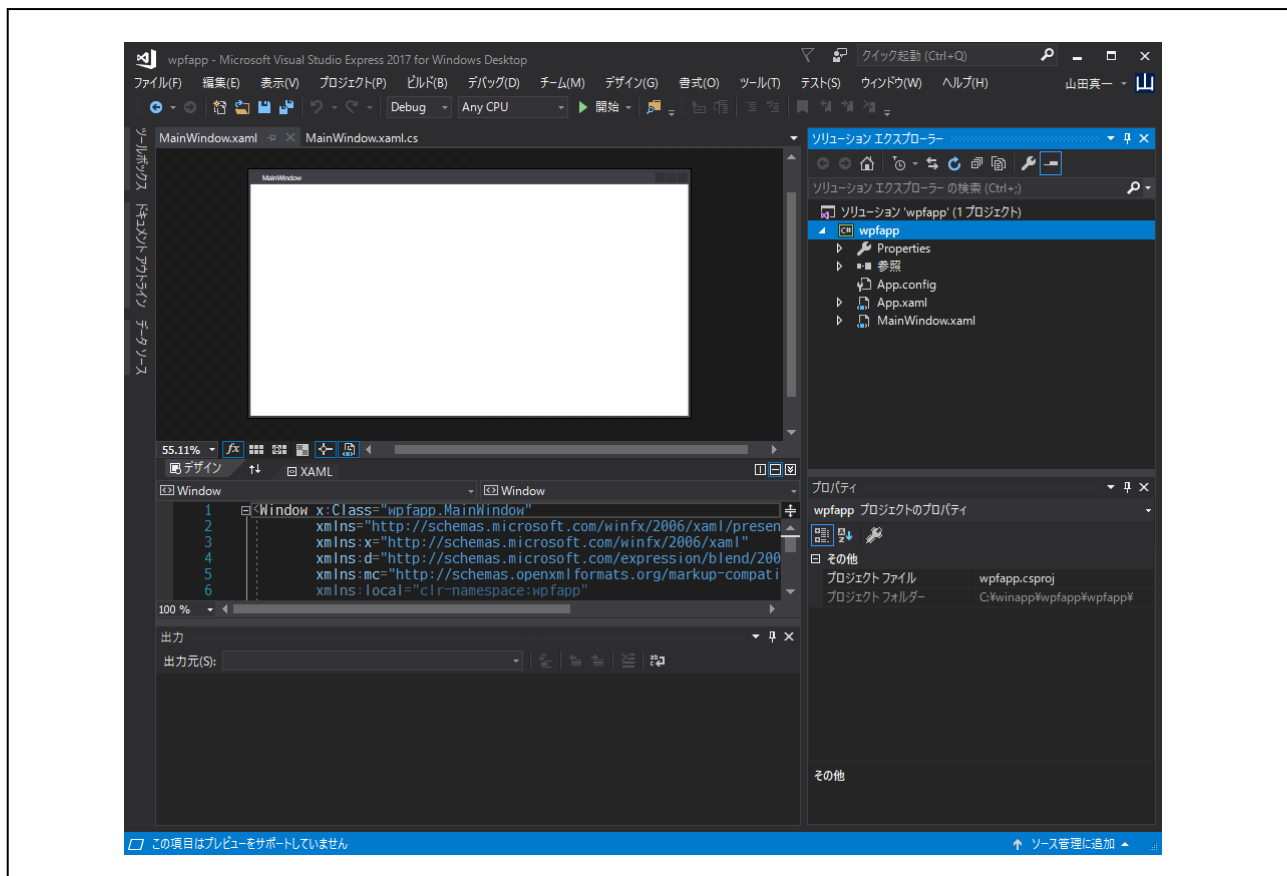 wpfapp - Microsoft Visual Studio Express 2017 for Windows Desktop
クイック起動 (Ctrl+Q)
ファイル(F) 編集(E) 表示(V) プロジェクト(P) ビルド(B) デバッグ(D) チーム(M) デザイン(G) 書式(O) ツール(T) テスト(S) ウィンドウ(W) ヘルプ(H) 山田真一 山
Debug Any CPU 開始
ツールボックス
ドキュメント アウトライン
データ ソース
MainWindow.xaml MainWindow.xaml.cs
MainWindow
55.11%
デザイン XAML
Window Window
1 <Window x:Class="wpfapp.MainWindow"
2 xmlns="http://schemas.microsoft.com/winfx/2006/xaml/presen
3 xmlns:x="http://schemas.microsoft.com/winfx/2006/xaml"
4 xmlns:d="http://schemas.microsoft.com/expression/blend/200
5 xmlns:mc="http://schemas.openxmlformats.org/markup-compati
6 xmlns:local="clr-namespace:wpfapp"
100 %
出力
出力元(S):
ソリューション エクスプローラー
ソリューション エクスプローラー の検索 (Ctrl+;)
ソリューション 'wpfapp' (1 プロジェクト)
C# wpfapp
Properties
参照
App.config
App.xaml
MainWindow.xaml
プロパティ
wpfapp プロジェクトのプロパティ
その他
プロジェクト ファイル wpfapp.csproj
プロジェクト フォルダー C:¥winapp¥wpfapp¥wpfapp¥
その他
この項目はプレビューをサポートしていません
ソース管理に追加